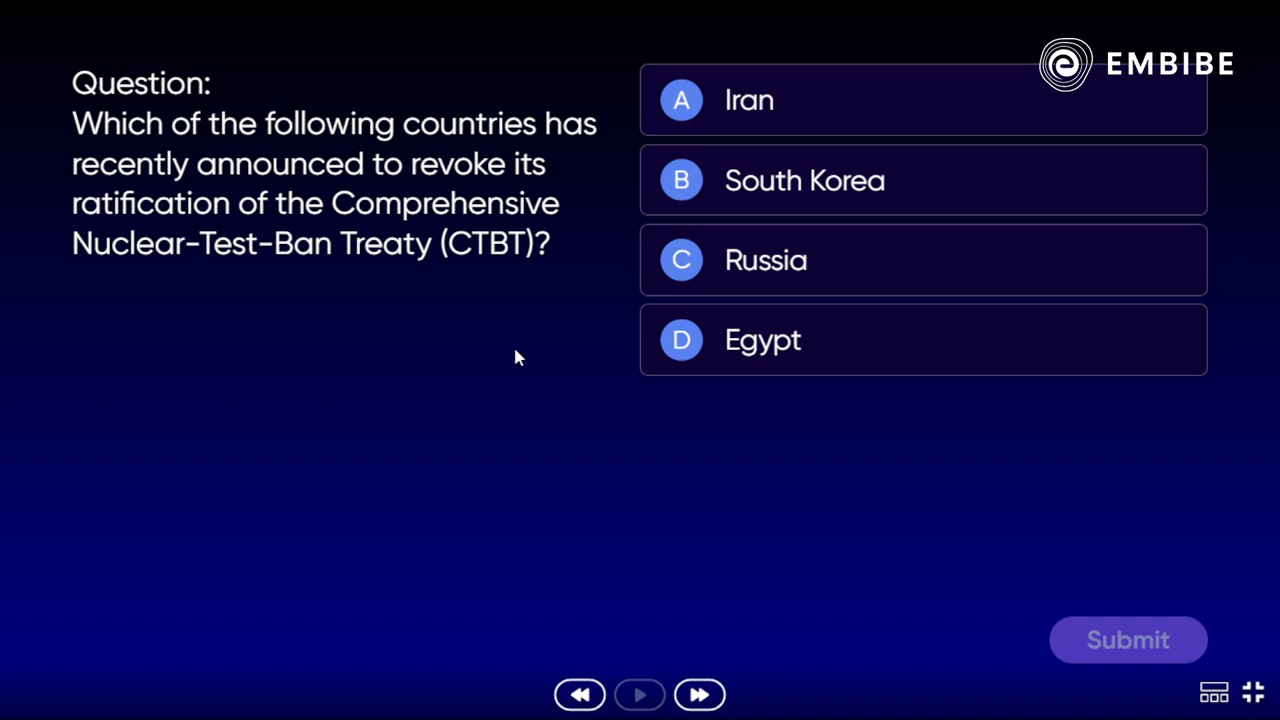 EMBIBE
Question:
Which of the following countries has
recently announced to revoke its
ratification of the Comprehensive
Nuclear-Test-Ban Treaty (CTBT)?
A Iran
B South Korea
C Russia
D Egypt
Submit